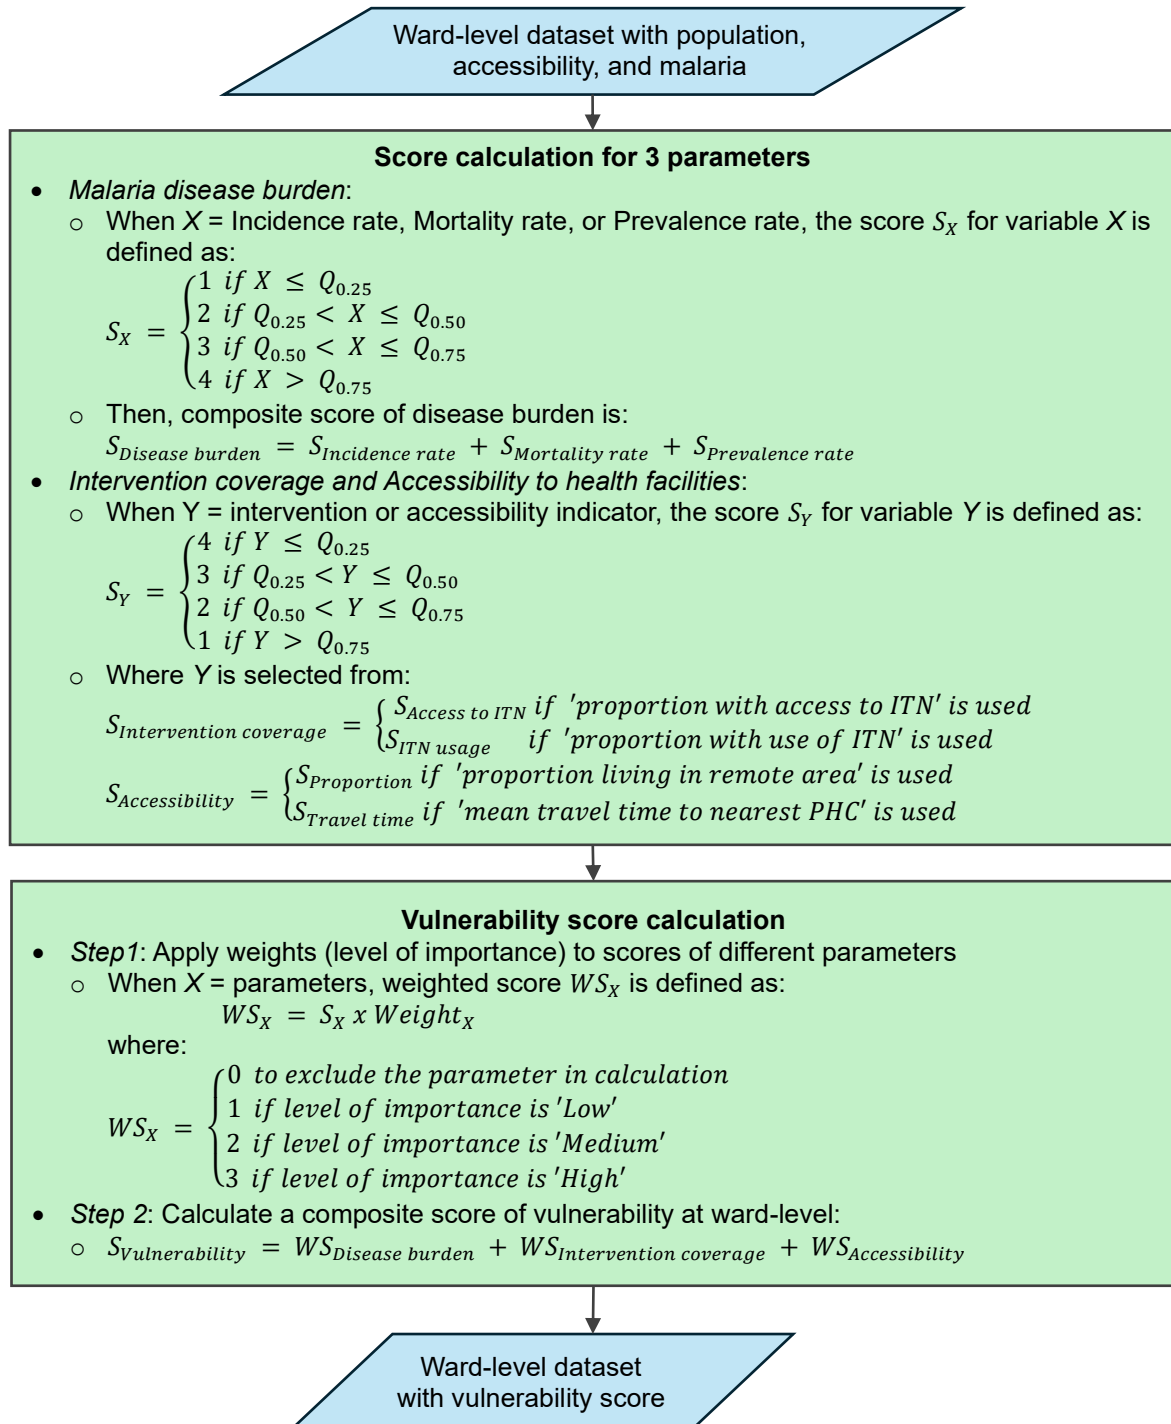 Ward-level dataset with population,
accessibility, and malaria
Score calculation for 3 parameters
• Malaria disease burden:
o When X = Incidence rate, Mortality rate, or Prevalence rate, the score S_X for variable X is
defined as:
S_X = {1 if X ≤ Q_0.25
2 if Q_0.25 < X ≤ Q_0.50
3 if Q_0.50 < X ≤ Q_0.75
4 if X > Q_0.75
o Then, composite score of disease burden is:
S_Disease burden = S_Incidence rate + S_Mortality rate + S_Prevalence rate
• Intervention coverage and Accessibility to health facilities:
o When Y = intervention or accessibility indicator, the score S_Y for variable Y is defined as:
S_Y = {4 if Y ≤ Q_0.25
3 if Q_0.25 < Y ≤ Q_0.50
2 if Q_0.50 < Y ≤ Q_0.75
1 if Y > Q_0.75
o Where Y is selected from:
S_Intervention coverage = {S_Access to ITN if 'proportion with access to ITN' is used
S_ITN usage if 'proportion with use of ITN' is used
S_Accessibility = {S_Proportion if 'proportion living in remote area' is used
S_Travel time if 'mean travel time to nearest PHC' is used
Vulnerability score calculation
• Step1: Apply weights (level of importance) to scores of different parameters
o When X = parameters, weighted score WS_X is defined as:
WS_X = S_X x Weight_X
where:
WS_X = {0 to exclude the parameter in calculation
1 if level of importance is 'Low'
2 if level of importance is 'Medium'
3 if level of importance is 'High'
• Step 2: Calculate a composite score of vulnerability at ward-level:
o S_Vulnerability = WS_Disease burden + WS_Intervention coverage + WS_Accessibility
Ward-level dataset
with vulnerability score